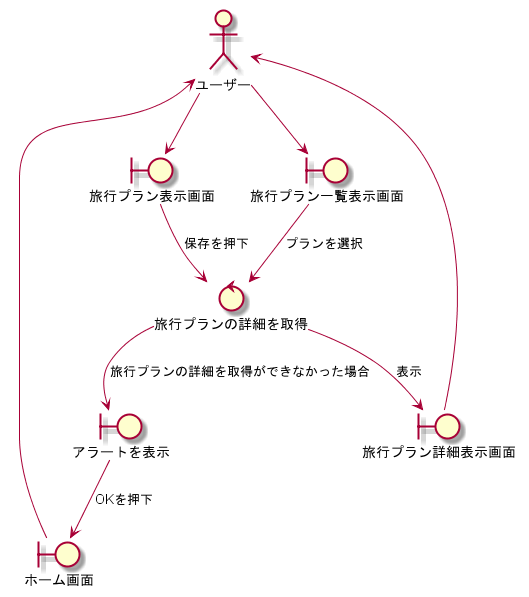 ユーザー
旅行プラン表示画面
旅行プラン一覧表示画面
保存を押下
プランを選択
旅行プランの詳細を取得
旅行プランの詳細を取得ができなかった場合
表示
アラートを表示
旅行プラン詳細表示画面
OKを押下
ホーム画面